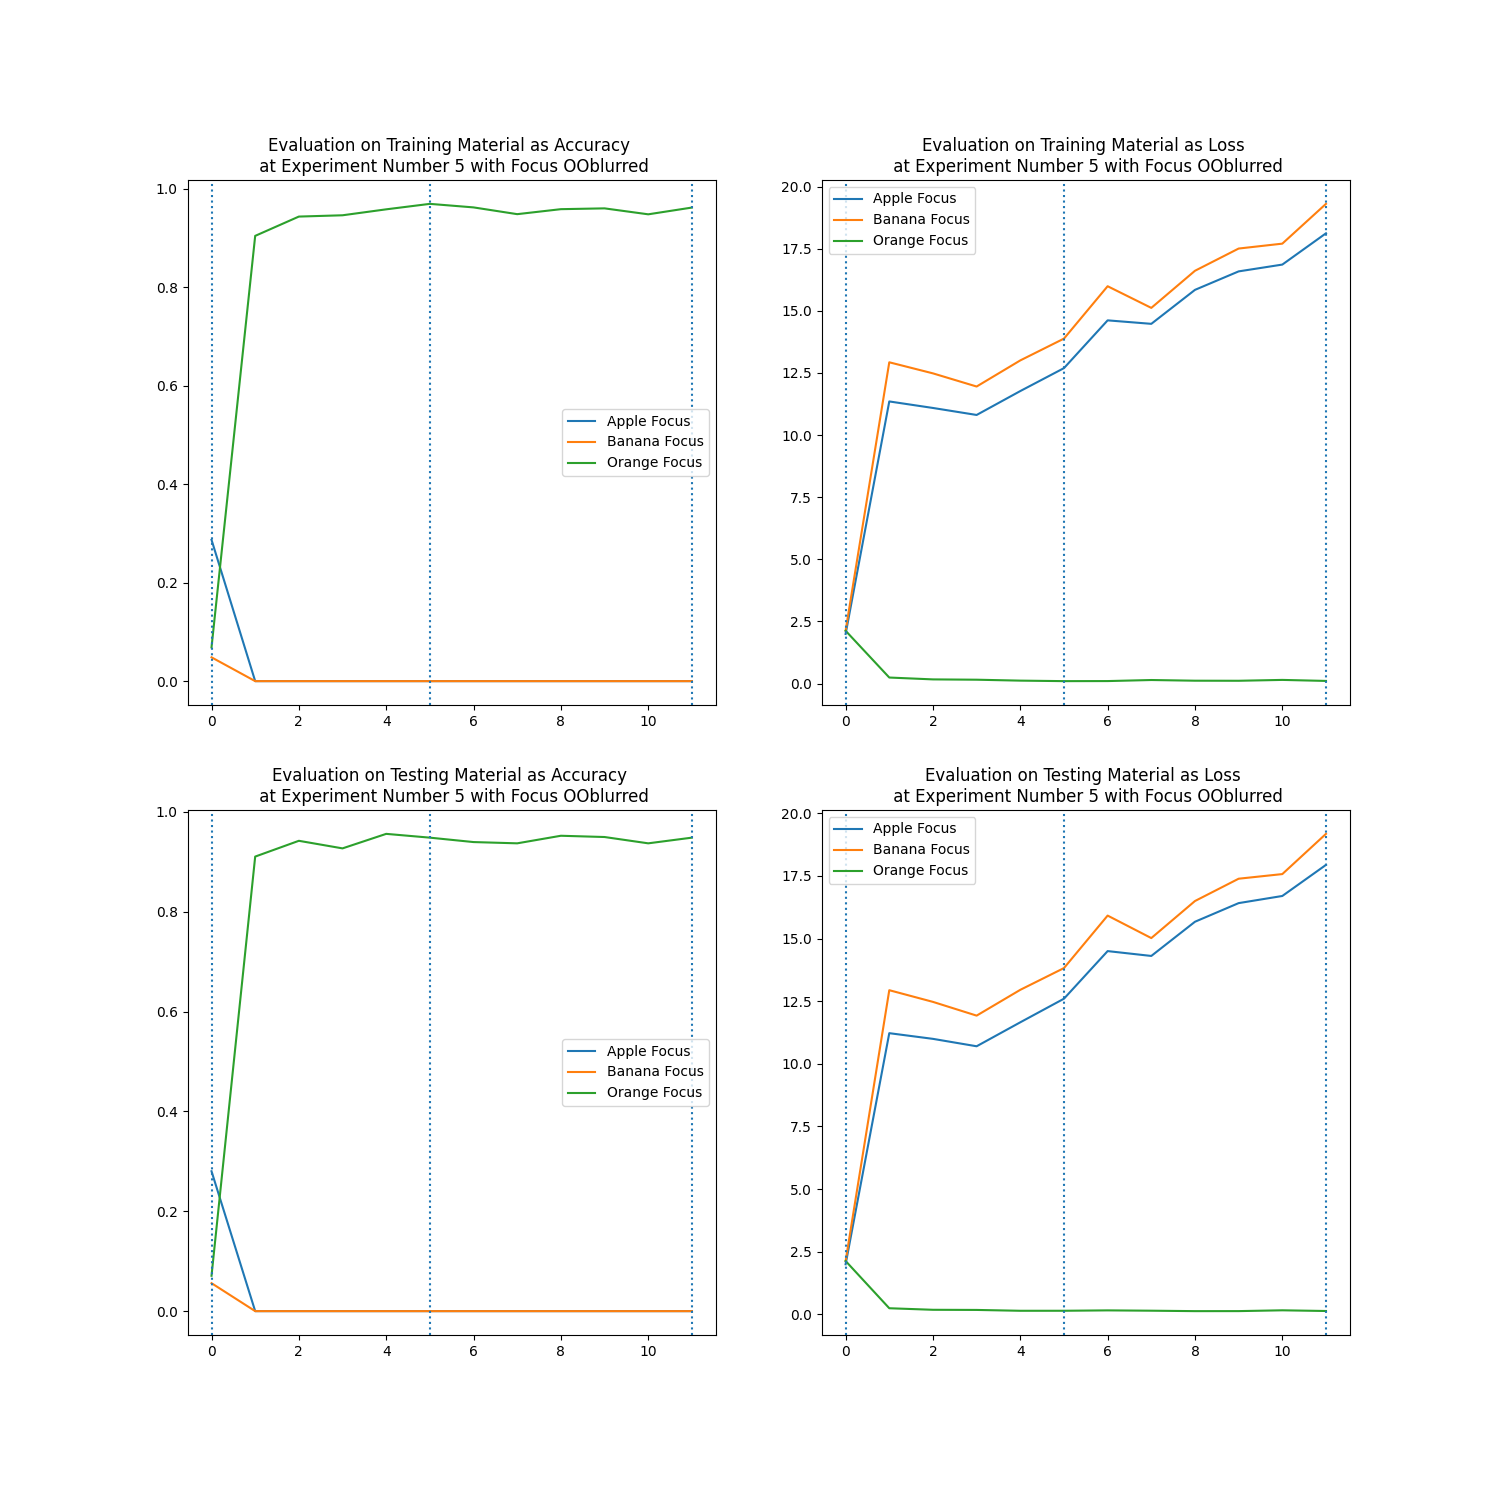 Evaluation on Training Material as Accuracy
at Experiment Number 5 with Focus OOblurred
1.0
0.8
0.6
0.4
0.2
0.0
Apple Focus
Banana Focus
Orange Focus
0 2 4 6 8 10
Evaluation on Training Material as Loss
at Experiment Number 5 with Focus OOblurred
20.0
17.5
15.0
12.5
10.0
7.5
5.0
2.5
0.0
Apple Focus
Banana Focus
Orange Focus
0 2 4 6 8 10
Evaluation on Testing Material as Accuracy
at Experiment Number 5 with Focus OOblurred
1.0
0.8
0.6
0.4
0.2
0.0
Apple Focus
Banana Focus
Orange Focus
0 2 4 6 8 10
Evaluation on Testing Material as Loss
at Experiment Number 5 with Focus OOblurred
20.0
17.5
15.0
12.5
10.0
7.5
5.0
2.5
0.0
Apple Focus
Banana Focus
Orange Focus
0 2 4 6 8 10